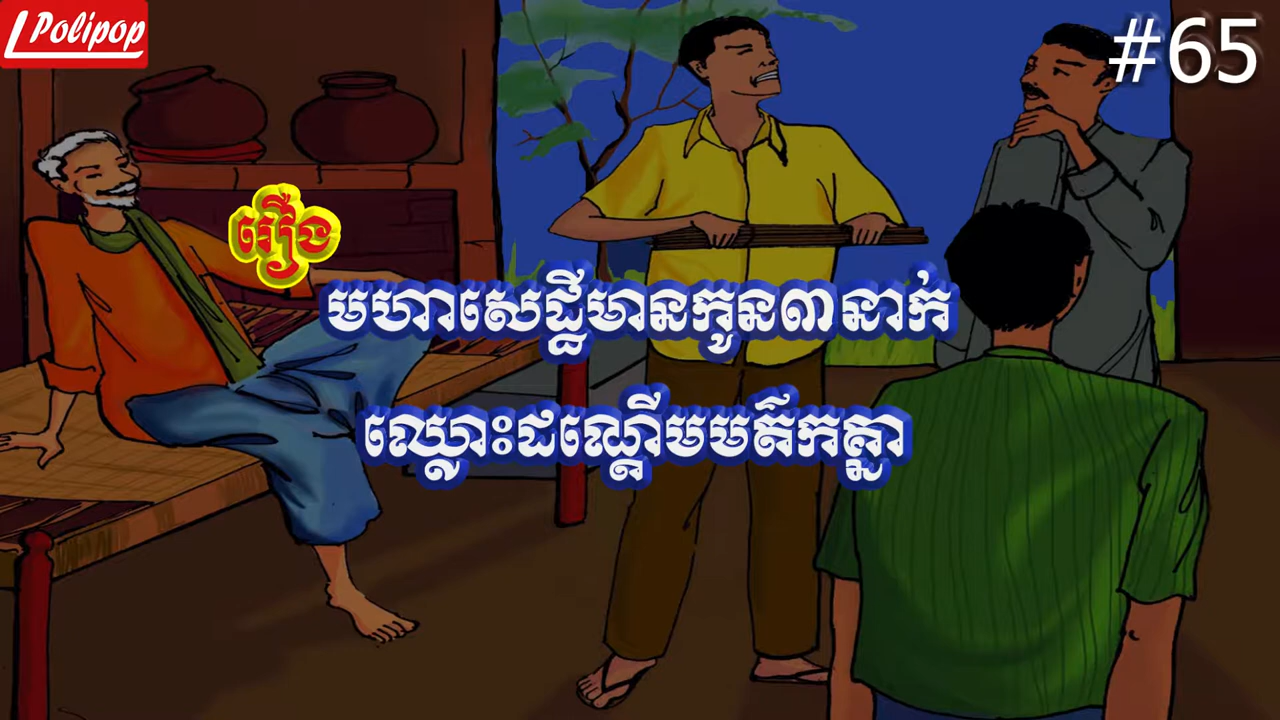 Polipop
#65
រឿង
មហាសេដ្ឋីមានកូន៣នាក់
ឈ្លោះដណ្ដើមមត៌កគ្នា